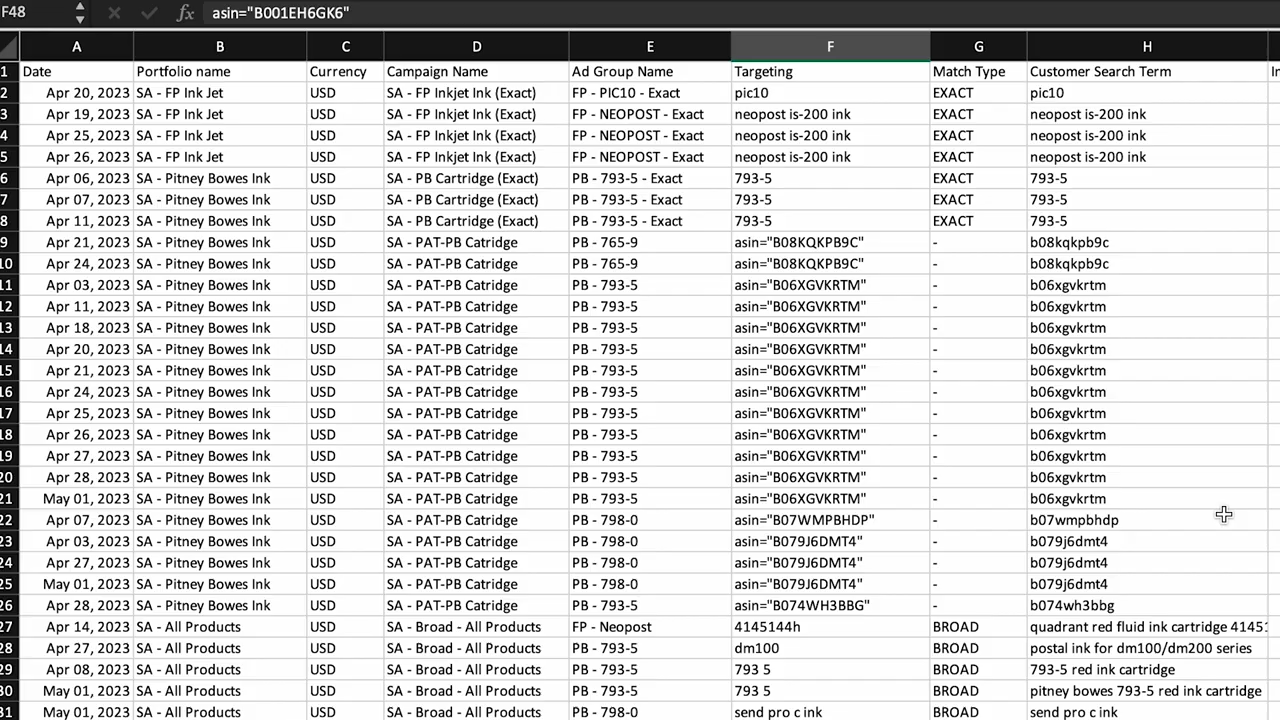 F48 fx asin="B001EH6GK6"
A B C D E F G H
1 Date Portfolio name Currency Campaign Name Ad Group Name Targeting Match Type Customer Search Term
2 Apr 20, 2023 SA - FP Ink Jet USD SA - FP Inkjet Ink (Exact) FP - PIC10 - Exact pic10 EXACT pic10
3 Apr 19, 2023 SA - FP Ink Jet USD SA - FP Inkjet Ink (Exact) FP - NEOPOST - Exact neopost is-200 ink EXACT neopost is-200 ink
4 Apr 25, 2023 SA - FP Ink Jet USD SA - FP Inkjet Ink (Exact) FP - NEOPOST - Exact neopost is-200 ink EXACT neopost is-200 ink
5 Apr 26, 2023 SA - FP Ink Jet USD SA - FP Inkjet Ink (Exact) FP - NEOPOST - Exact neopost is-200 ink EXACT neopost is-200 ink
6 Apr 06, 2023 SA - Pitney Bowes Ink USD SA - PB Cartridge (Exact) PB - 793-5 - Exact 793-5 EXACT 793-5
7 Apr 07, 2023 SA - Pitney Bowes Ink USD SA - PB Cartridge (Exact) PB - 793-5 - Exact 793-5 EXACT 793-5
8 Apr 11, 2023 SA - Pitney Bowes Ink USD SA - PB Cartridge (Exact) PB - 793-5 - Exact 793-5 EXACT 793-5
9 Apr 21, 2023 SA - Pitney Bowes Ink USD SA - PAT-PB Catridge PB - 765-9 asin="B08KQKPB9C" - b08kqkpb9c
10 Apr 24, 2023 SA - Pitney Bowes Ink USD SA - PAT-PB Catridge PB - 765-9 asin="B08KQKPB9C" - b08kqkpb9c
11 Apr 03, 2023 SA - Pitney Bowes Ink USD SA - PAT-PB Catridge PB - 793-5 asin="B06XGVKRTM" - b06xgvkrtm
12 Apr 11, 2023 SA - Pitney Bowes Ink USD SA - PAT-PB Catridge PB - 793-5 asin="B06XGVKRTM" - b06xgvkrtm
13 Apr 18, 2023 SA - Pitney Bowes Ink USD SA - PAT-PB Catridge PB - 793-5 asin="B06XGVKRTM" - b06xgvkrtm
14 Apr 20, 2023 SA - Pitney Bowes Ink USD SA - PAT-PB Catridge PB - 793-5 asin="B06XGVKRTM" - b06xgvkrtm
15 Apr 21, 2023 SA - Pitney Bowes Ink USD SA - PAT-PB Catridge PB - 793-5 asin="B06XGVKRTM" - b06xgvkrtm
16 Apr 24, 2023 SA - Pitney Bowes Ink USD SA - PAT-PB Catridge PB - 793-5 asin="B06XGVKRTM" - b06xgvkrtm
17 Apr 25, 2023 SA - Pitney Bowes Ink USD SA - PAT-PB Catridge PB - 793-5 asin="B06XGVKRTM" - b06xgvkrtm
18 Apr 26, 2023 SA - Pitney Bowes Ink USD SA - PAT-PB Catridge PB - 793-5 asin="B06XGVKRTM" - b06xgvkrtm
19 Apr 27, 2023 SA - Pitney Bowes Ink USD SA - PAT-PB Catridge PB - 793-5 asin="B06XGVKRTM" - b06xgvkrtm
20 Apr 28, 2023 SA - Pitney Bowes Ink USD SA - PAT-PB Catridge PB - 793-5 asin="B06XGVKRTM" - b06xgvkrtm
21 May 01, 2023 SA - Pitney Bowes Ink USD SA - PAT-PB Catridge PB - 793-5 asin="B06XGVKRTM" - b06xgvkrtm
22 Apr 07, 2023 SA - Pitney Bowes Ink USD SA - PAT-PB Catridge PB - 798-0 asin="B07WMPBHDP" - b07wmpbhdp
23 Apr 03, 2023 SA - Pitney Bowes Ink USD SA - PAT-PB Catridge PB - 798-0 asin="B079J6DMT4" - b079j6dmt4
24 Apr 27, 2023 SA - Pitney Bowes Ink USD SA - PAT-PB Catridge PB - 798-0 asin="B079J6DMT4" - b079j6dmt4
25 May 01, 2023 SA - Pitney Bowes Ink USD SA - PAT-PB Catridge PB - 798-0 asin="B079J6DMT4" - b079j6dmt4
26 Apr 28, 2023 SA - Pitney Bowes Ink USD SA - PAT-PB Catridge PB - 793-5 asin="B074WH3BBG" - b074wh3bbg
27 Apr 14, 2023 SA - All Products USD SA - Broad - All Products FP - Neopost 4145144h BROAD quadrant red fluid ink cartridge 41451
28 Apr 27, 2023 SA - All Products USD SA - Broad - All Products PB - 793-5 dm100 BROAD postal ink for dm100/dm200 series
29 Apr 08, 2023 SA - All Products USD SA - Broad - All Products PB - 793-5 793 5 BROAD 793-5 red ink cartridge
30 May 01, 2023 SA - All Products USD SA - Broad - All Products PB - 793-5 793 5 BROAD pitney bowes 793-5 red ink cartridge
31 May 01, 2023 SA - All Products USD SA - Broad - All Products PB - 798-0 send pro c ink BROAD send pro c ink